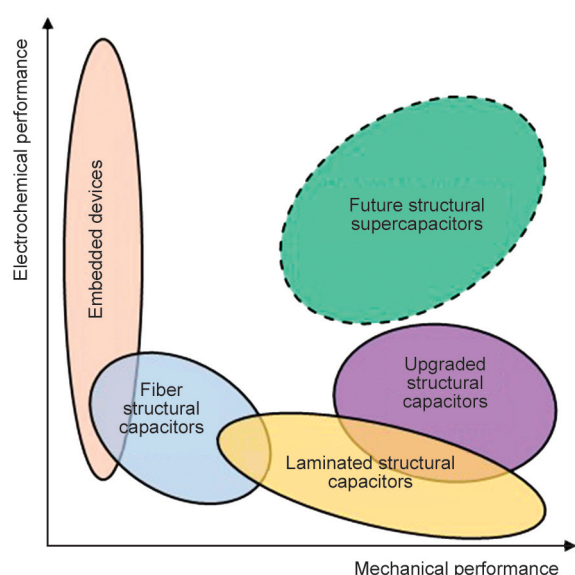 Electrochemical performance
Embedded devices
Future structural
supercapacitors
Upgraded
structural
capacitors
Fiber
structural
capacitors
Laminated structural
capacitors
Mechanical performance